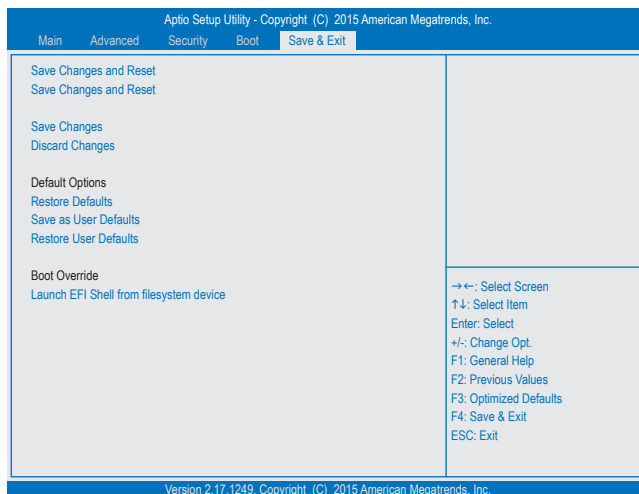 Aptio Setup Utility - Copyright (C) 2015 American Megatrends, Inc.
Main Advanced Security Boot Save & Exit
Save Changes and Reset
Save Changes and Reset
Save Changes
Discard Changes
Default Options
Restore Defaults
Save as User Defaults
Restore User Defaults
Boot Override
Launch EFI Shell from filesystem device
→←: Select Screen
↑↓: Select Item
Enter: Select
+/-: Change Opt.
F1: General Help
F2: Previous Values
F3: Optimized Defaults
F4: Save & Exit
ESC: Exit
Version 2.17.1249. Copyright (C) 2015 American Megatrends, Inc.